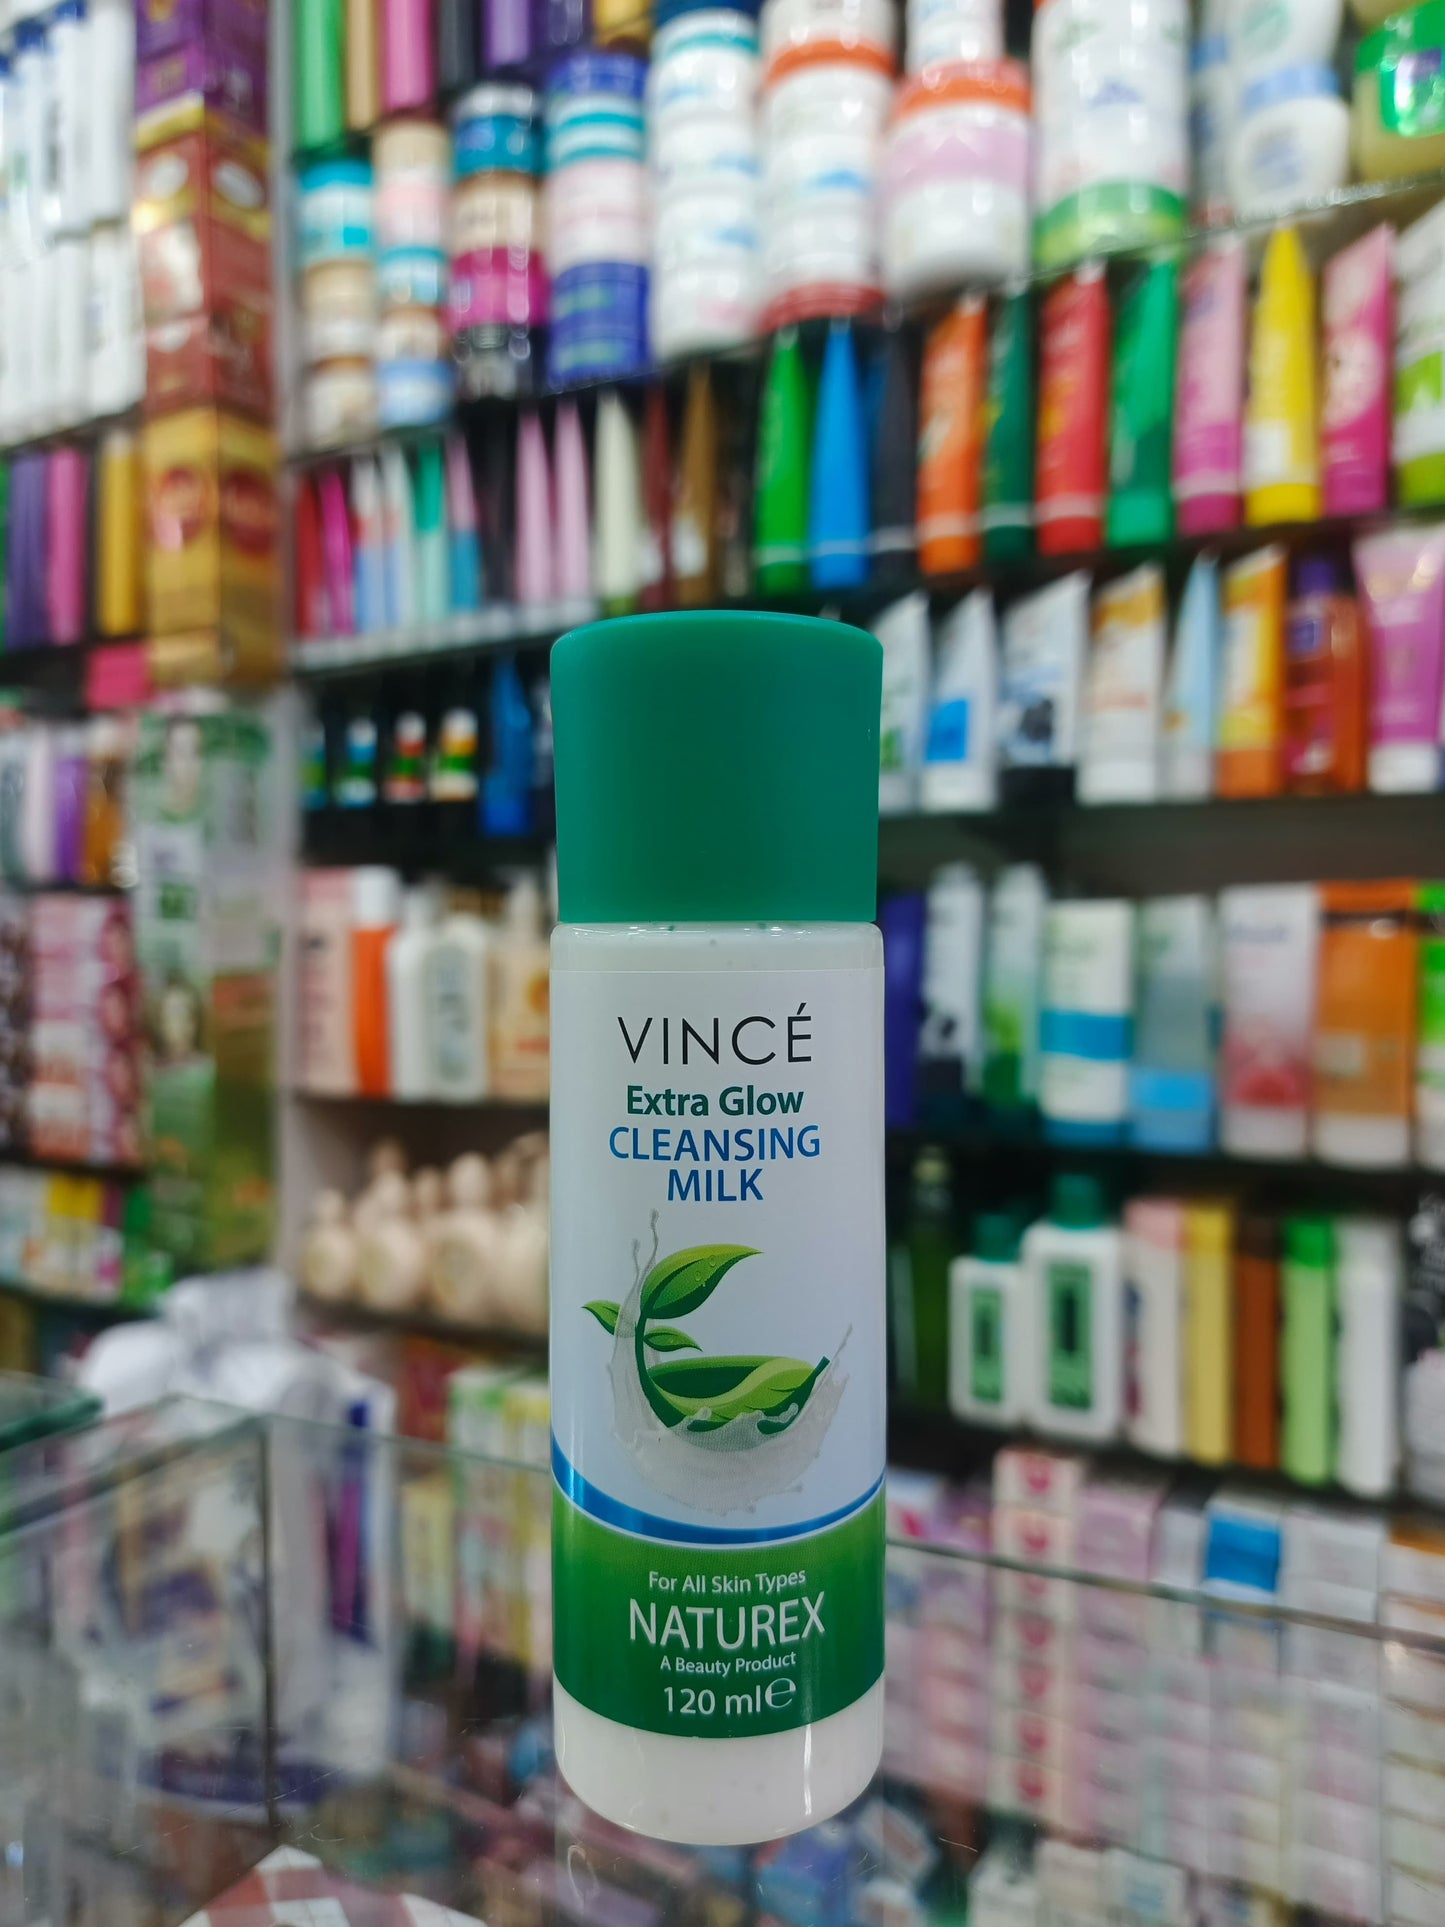 VINCÉ
Extra Glow
CLEANSING
MILK
For All Skin Types
NATUREX
A Beauty Product
120 ml℮